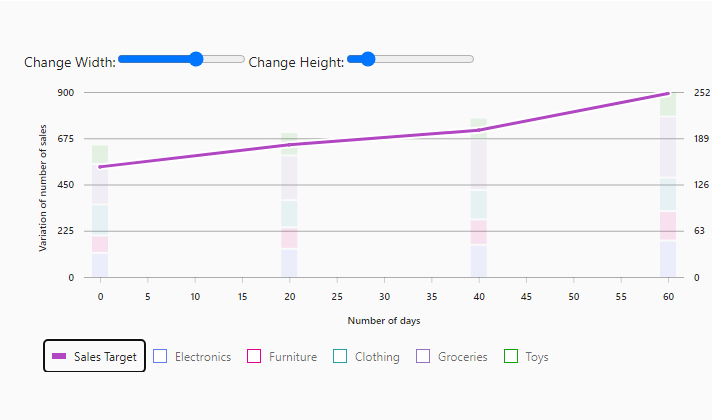 Change Width: Change Height:
900 252
675 189
450 126
225 63
0 0
Variation of number of sales
0 5 10 15 20 25 30 35 40 45 50 55 60
Number of days
Sales Target Electronics Furniture Clothing Groceries Toys